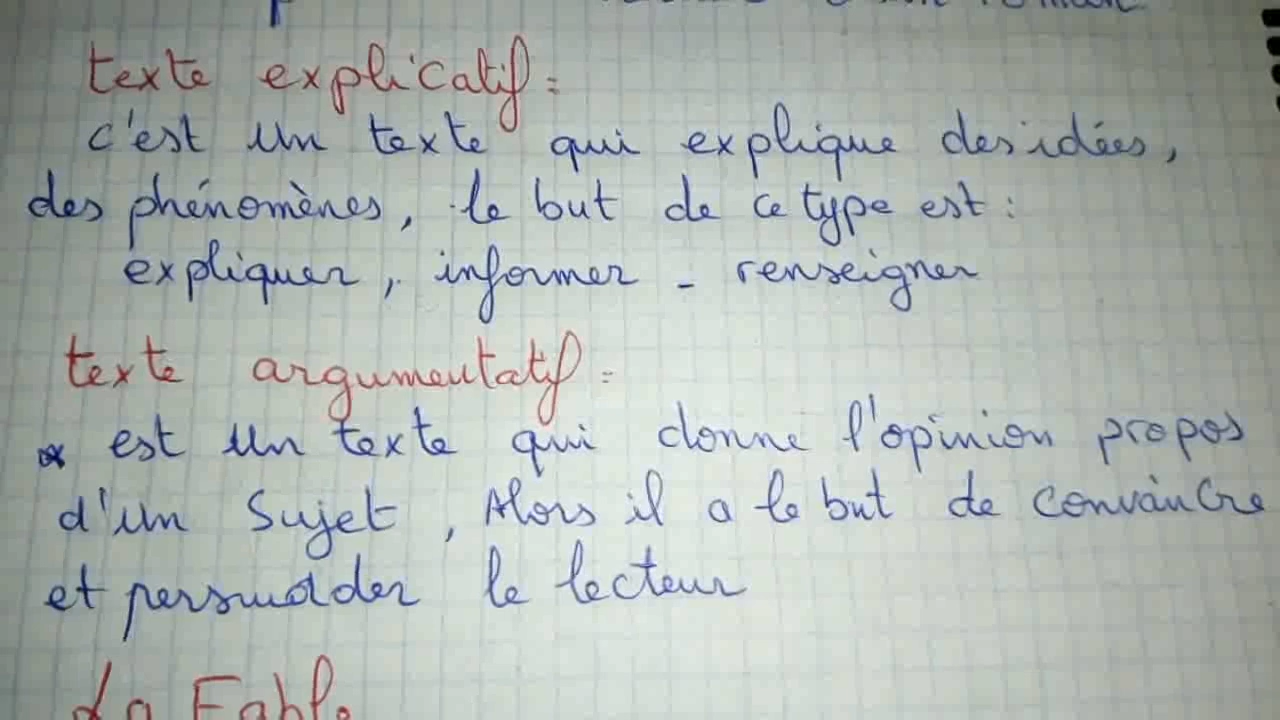 texte explicatif :
c'est un texte qui explique des idées,
des phénomènes, le but de ce type est :
expliquer, informer - renseigner
texte argumentatif :
* est un texte qui donne l'opinion propos
d'un sujet, Alors il a le but de convaincre
et persuader le lecteur
La Fable